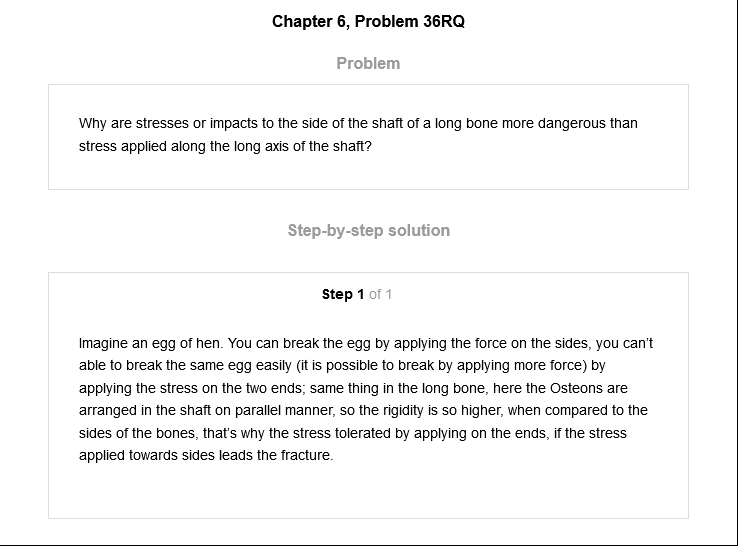 Chapter 6, Problem 36RQ
Problem
Why are stresses or impacts to the side of the shaft of a long bone more dangerous than
stress applied along the long axis of the shaft?
Step-by-step solution
Step 1 of 1
Imagine an egg of hen. You can break the egg by applying the force on the sides, you can't
able to break the same egg easily (it is possible to break by applying more force) by
applying the stress on the two ends; same thing in the long bone, here the Osteons are
arranged in the shaft on parallel manner, so the rigidity is so higher, when compared to the
sides of the bones, that's why the stress tolerated by applying on the ends, if the stress
applied towards sides leads the fracture.